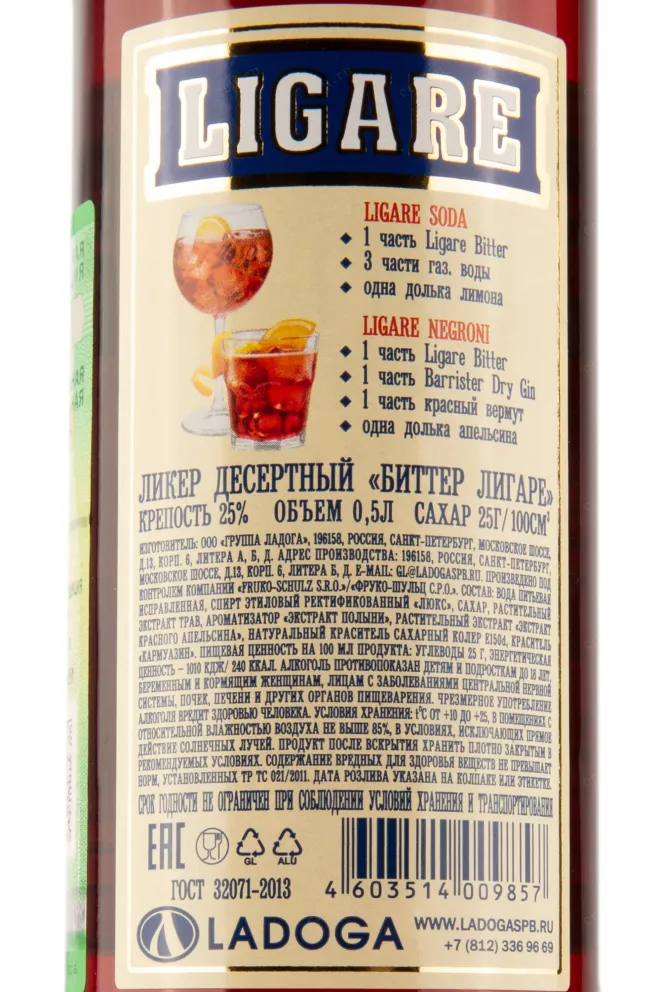 LIGARE
LIGARE SODA
1 часть Ligare Bitter
3 части газ. воды
одна долька лимона
LIGARE NEGRONI
1 часть Ligare Bitter
1 часть Barrister Dry Gin
1 часть красный вермут
одна долька апельсина
ЛИКЕР ДЕСЕРТНЫЙ «БИТТЕР ЛИГАРЕ»
КРЕПОСТЬ 25% ОБЪЕМ 0,5Л САХАР 25Г/100СМ³
ИЗГОТОВИТЕЛЬ: ООО «ГРУППА ЛАДОГА», 196158, РОССИЯ, САНКТ-ПЕТЕРБУРГ, МОСКОВСКОЕ ШОССЕ,
Д.13, КОРП. 6, ЛИТЕРА А, Б, Д. АДРЕС ПРОИЗВОДСТВА: 196158, РОССИЯ, САНКТ-ПЕТЕРБУРГ,
МОСКОВСКОЕ ШОССЕ, Д.13, КОРП. 6, ЛИТЕРА Б, Д. E-MAIL: GL@LADOGASPB.RU. ПРОИЗВЕДЕНО ПОД
КОНТРОЛЕМ КОМПАНИИ «FRUKO-SCHULZ S.R.O.»/«ФРУКО-ШУЛЬЦ С.Р.О.». СОСТАВ: ВОДА ПИТЬЕВАЯ
ИСПРАВЛЕННАЯ, СПИРТ ЭТИЛОВЫЙ РЕКТИФИКОВАННЫЙ «ЛЮКС», САХАР, РАСТИТЕЛЬНЫЙ
ЭКСТРАКТ ТРАВ, АРОМАТИЗАТОР «ЭКСТРАКТ ПОЛЫНИ», РАСТИТЕЛЬНЫЙ ЭКСТРАКТ «ЭКСТРАКТ
КРАСНОГО АПЕЛЬСИНА», НАТУРАЛЬНЫЙ КРАСИТЕЛЬ САХАРНЫЙ КОЛЕР Е150d, КРАСИТЕЛЬ
«КАРМУАЗИН». ПИЩЕВАЯ ЦЕННОСТЬ НА 100 МЛ ПРОДУКТА: УГЛЕВОДЫ 25 Г, ЭНЕРГЕТИЧЕСКАЯ
ЦЕННОСТЬ – 1010 КДЖ/ 240 ККАЛ. АЛКОГОЛЬ ПРОТИВОПОКАЗАН ДЕТЯМ И ПОДРОСТКАМ ДО 18 ЛЕТ,
БЕРЕМЕННЫМ И КОРМЯЩИМ ЖЕНЩИНАМ, ЛИЦАМ С ЗАБОЛЕВАНИЯМИ ЦЕНТРАЛЬНОЙ НЕРВНОЙ
СИСТЕМЫ, ПОЧЕК, ПЕЧЕНИ И ДРУГИХ ОРГАНОВ ПИЩЕВАРЕНИЯ. ЧРЕЗМЕРНОЕ УПОТРЕБЛЕНИЕ
АЛКОГОЛЯ ВРЕДИТ ЗДОРОВЬЮ ЧЕЛОВЕКА. УСЛОВИЯ ХРАНЕНИЯ: t°C ОТ +10 ДО +25, В ПОМЕЩЕНИЯХ С
ОТНОСИТЕЛЬНОЙ ВЛАЖНОСТЬЮ ВОЗДУХА НЕ ВЫШЕ 85%, В УСЛОВИЯХ, ИСКЛЮЧАЮЩИХ ПРЯМОЕ
ДЕЙСТВИЕ СОЛНЕЧНЫХ ЛУЧЕЙ. ПРОДУКТ ПОСЛЕ ВСКРЫТИЯ ХРАНИТЬ ПЛОТНО ЗАКРЫТЫМ В
РЕКОМЕНДУЕМЫХ УСЛОВИЯХ. СОДЕРЖАНИЕ ВРЕДНЫХ ДЛЯ ЗДОРОВЬЯ ВЕЩЕСТВ НЕ ПРЕВЫШАЕТ
НОРМ, УСТАНОВЛЕННЫХ ТР ТС 021/2011. ДАТА РОЗЛИВА УКАЗАНА НА КОЛПАКЕ ИЛИ ЭТИКЕТКЕ.
СРОК ГОДНОСТИ НЕ ОГРАНИЧЕН ПРИ СОБЛЮДЕНИИ УСЛОВИЙ ХРАНЕНИЯ И ТРАНСПОРТИРОВАНИЯ
EAC GL ALU
ГОСТ 32071-2013
4 603514 009857
LADOGA
WWW.LADOGASPB.RU
+7 (812) 336 96 69